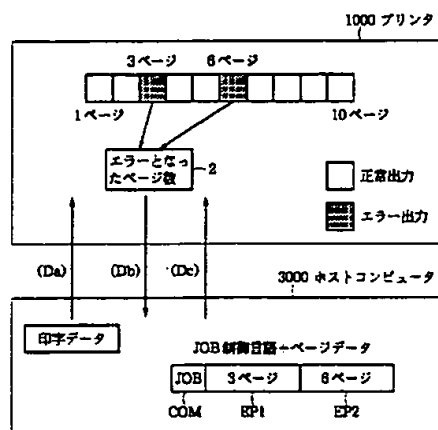 1000 プリンタ
3ページ 6ページ
1ページ 10ページ
エラーとなっ
たページ数
2
正常出力
エラー出力
(Da) (Db) (Dc)
3000 ホストコンピュータ
印字データ
JOB制御言語+ページデータ
JOB 3ページ 6ページ
COM EP1 EP2